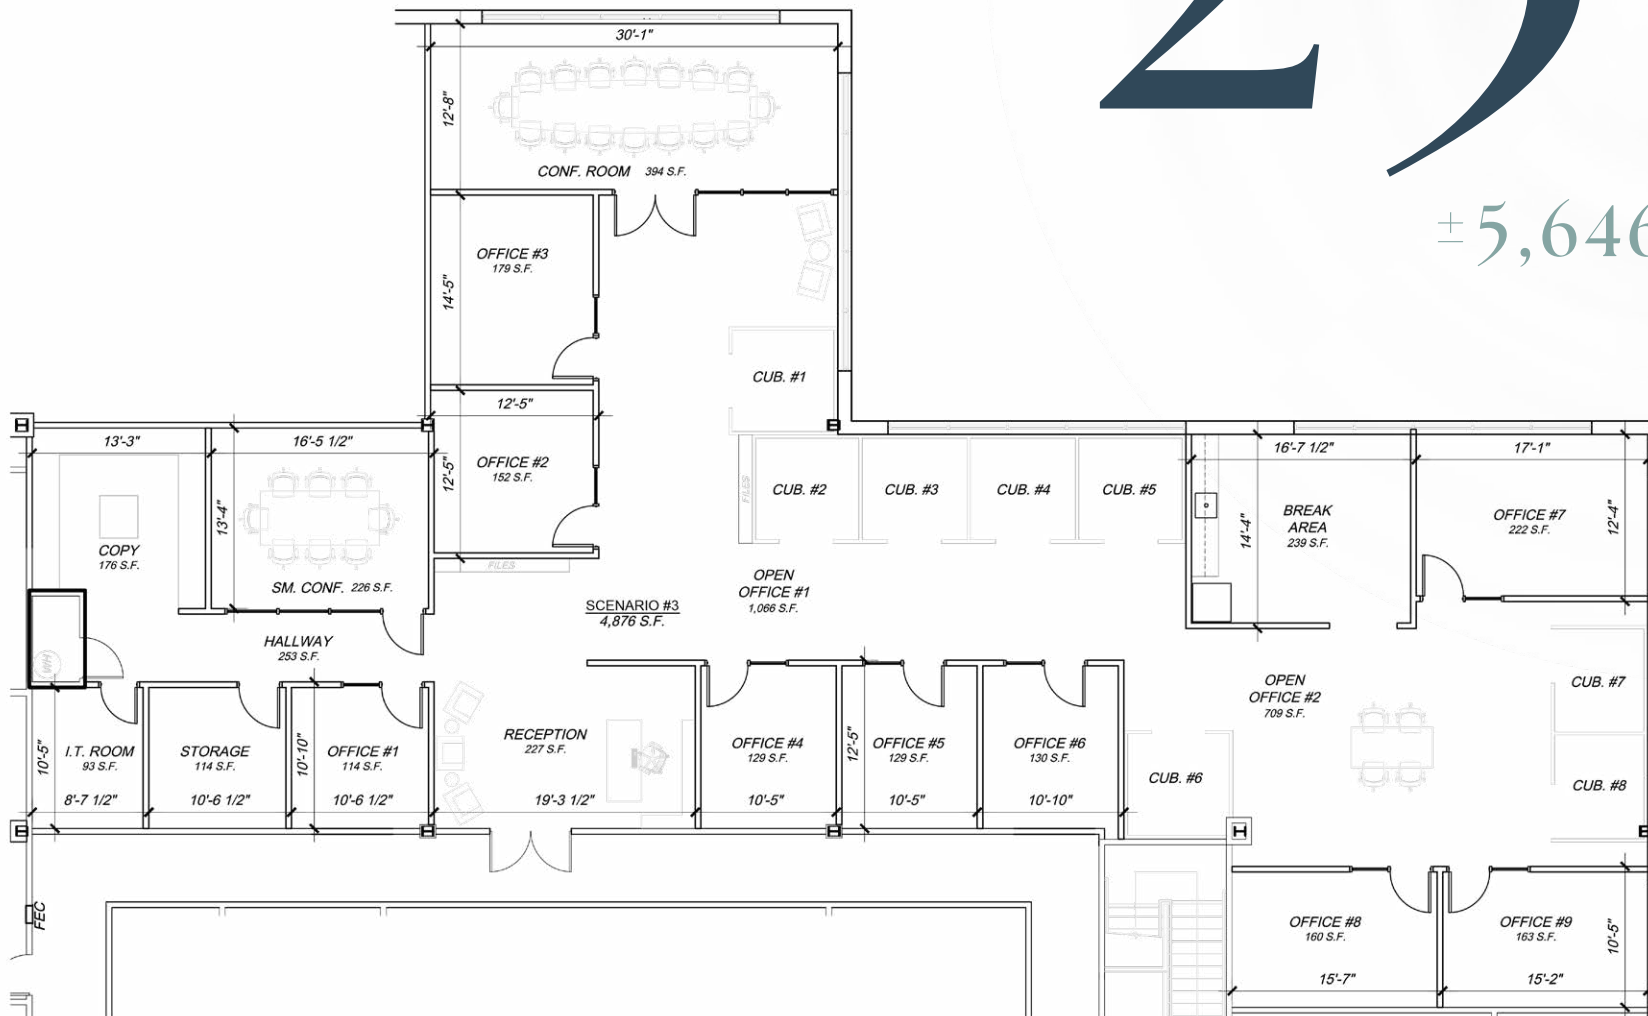 30'-1"
12'-8"
CONF. ROOM 394 S.F.
±5,646
OFFICE #3
179 S.F.
14'-5"
CUB. #1
12'-5"
13'-3"
16'-5 1/2"
16'-7 1/2"
17'-1"
OFFICE #2
152 S.F.
12'-5"
FILES
CUB. #2
CUB. #3
CUB. #4
CUB. #5
13'-4"
14'-4"
BREAK
AREA
239 S.F.
OFFICE #7
222 S.F.
12'-4"
COPY
176 S.F.
SM. CONF. 226 S.F.
FILES
OPEN
OFFICE #1
1,066 S.F.
SCENARIO #3
4,876 S.F.
HALLWAY
253 S.F.
WH
OPEN
OFFICE #2
709 S.F.
CUB. #7
10'-5"
I.T. ROOM
93 S.F.
STORAGE
114 S.F.
10'-10"
OFFICE #1
114 S.F.
RECEPTION
227 S.F.
OFFICE #4
129 S.F.
12'-5"
OFFICE #5
129 S.F.
OFFICE #6
130 S.F.
CUB. #6
CUB. #8
8'-7 1/2"
10'-6 1/2"
10'-6 1/2"
19'-3 1/2"
10'-5"
10'-5"
10'-10"
FEC
OFFICE #8
160 S.F.
OFFICE #9
163 S.F.
10'-5"
15'-7"
15'-2"